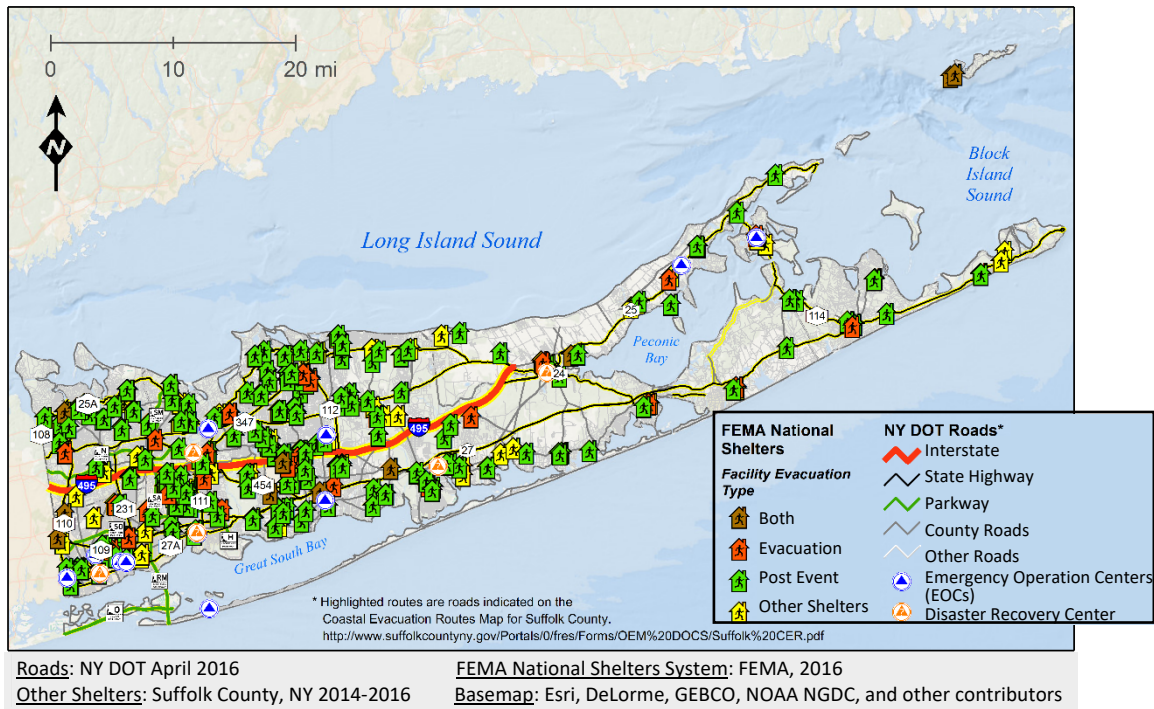 0 10 20 mi
N
Long Island Sound
Block
Island
Sound
Peconic
Bay
Great South Bay
25
114
24
25A
108
347
112
495
27
454
495
111
110
231
109
27A
SM
N
SA
SO
H
RM
O
* Highlighted routes are roads indicated on the
Coastal Evacuation Routes Map for Suffolk County.
http://www.suffolkcountyny.gov/Portals/0/fres/Forms/OEM%20DOCS/Suffolk%20CER.pdf
FEMA National
Shelters
Facility Evacuation
Type
Both
Evacuation
Post Event
Other Shelters
NY DOT Roads*
Interstate
State Highway
Parkway
County Roads
Other Roads
Emergency Operation Centers
(EOCs)
Disaster Recovery Center
Roads: NY DOT April 2016
FEMA National Shelters System: FEMA, 2016
Other Shelters: Suffolk County, NY 2014-2016
Basemap: Esri, DeLorme, GEBCO, NOAA NGDC, and other contributors